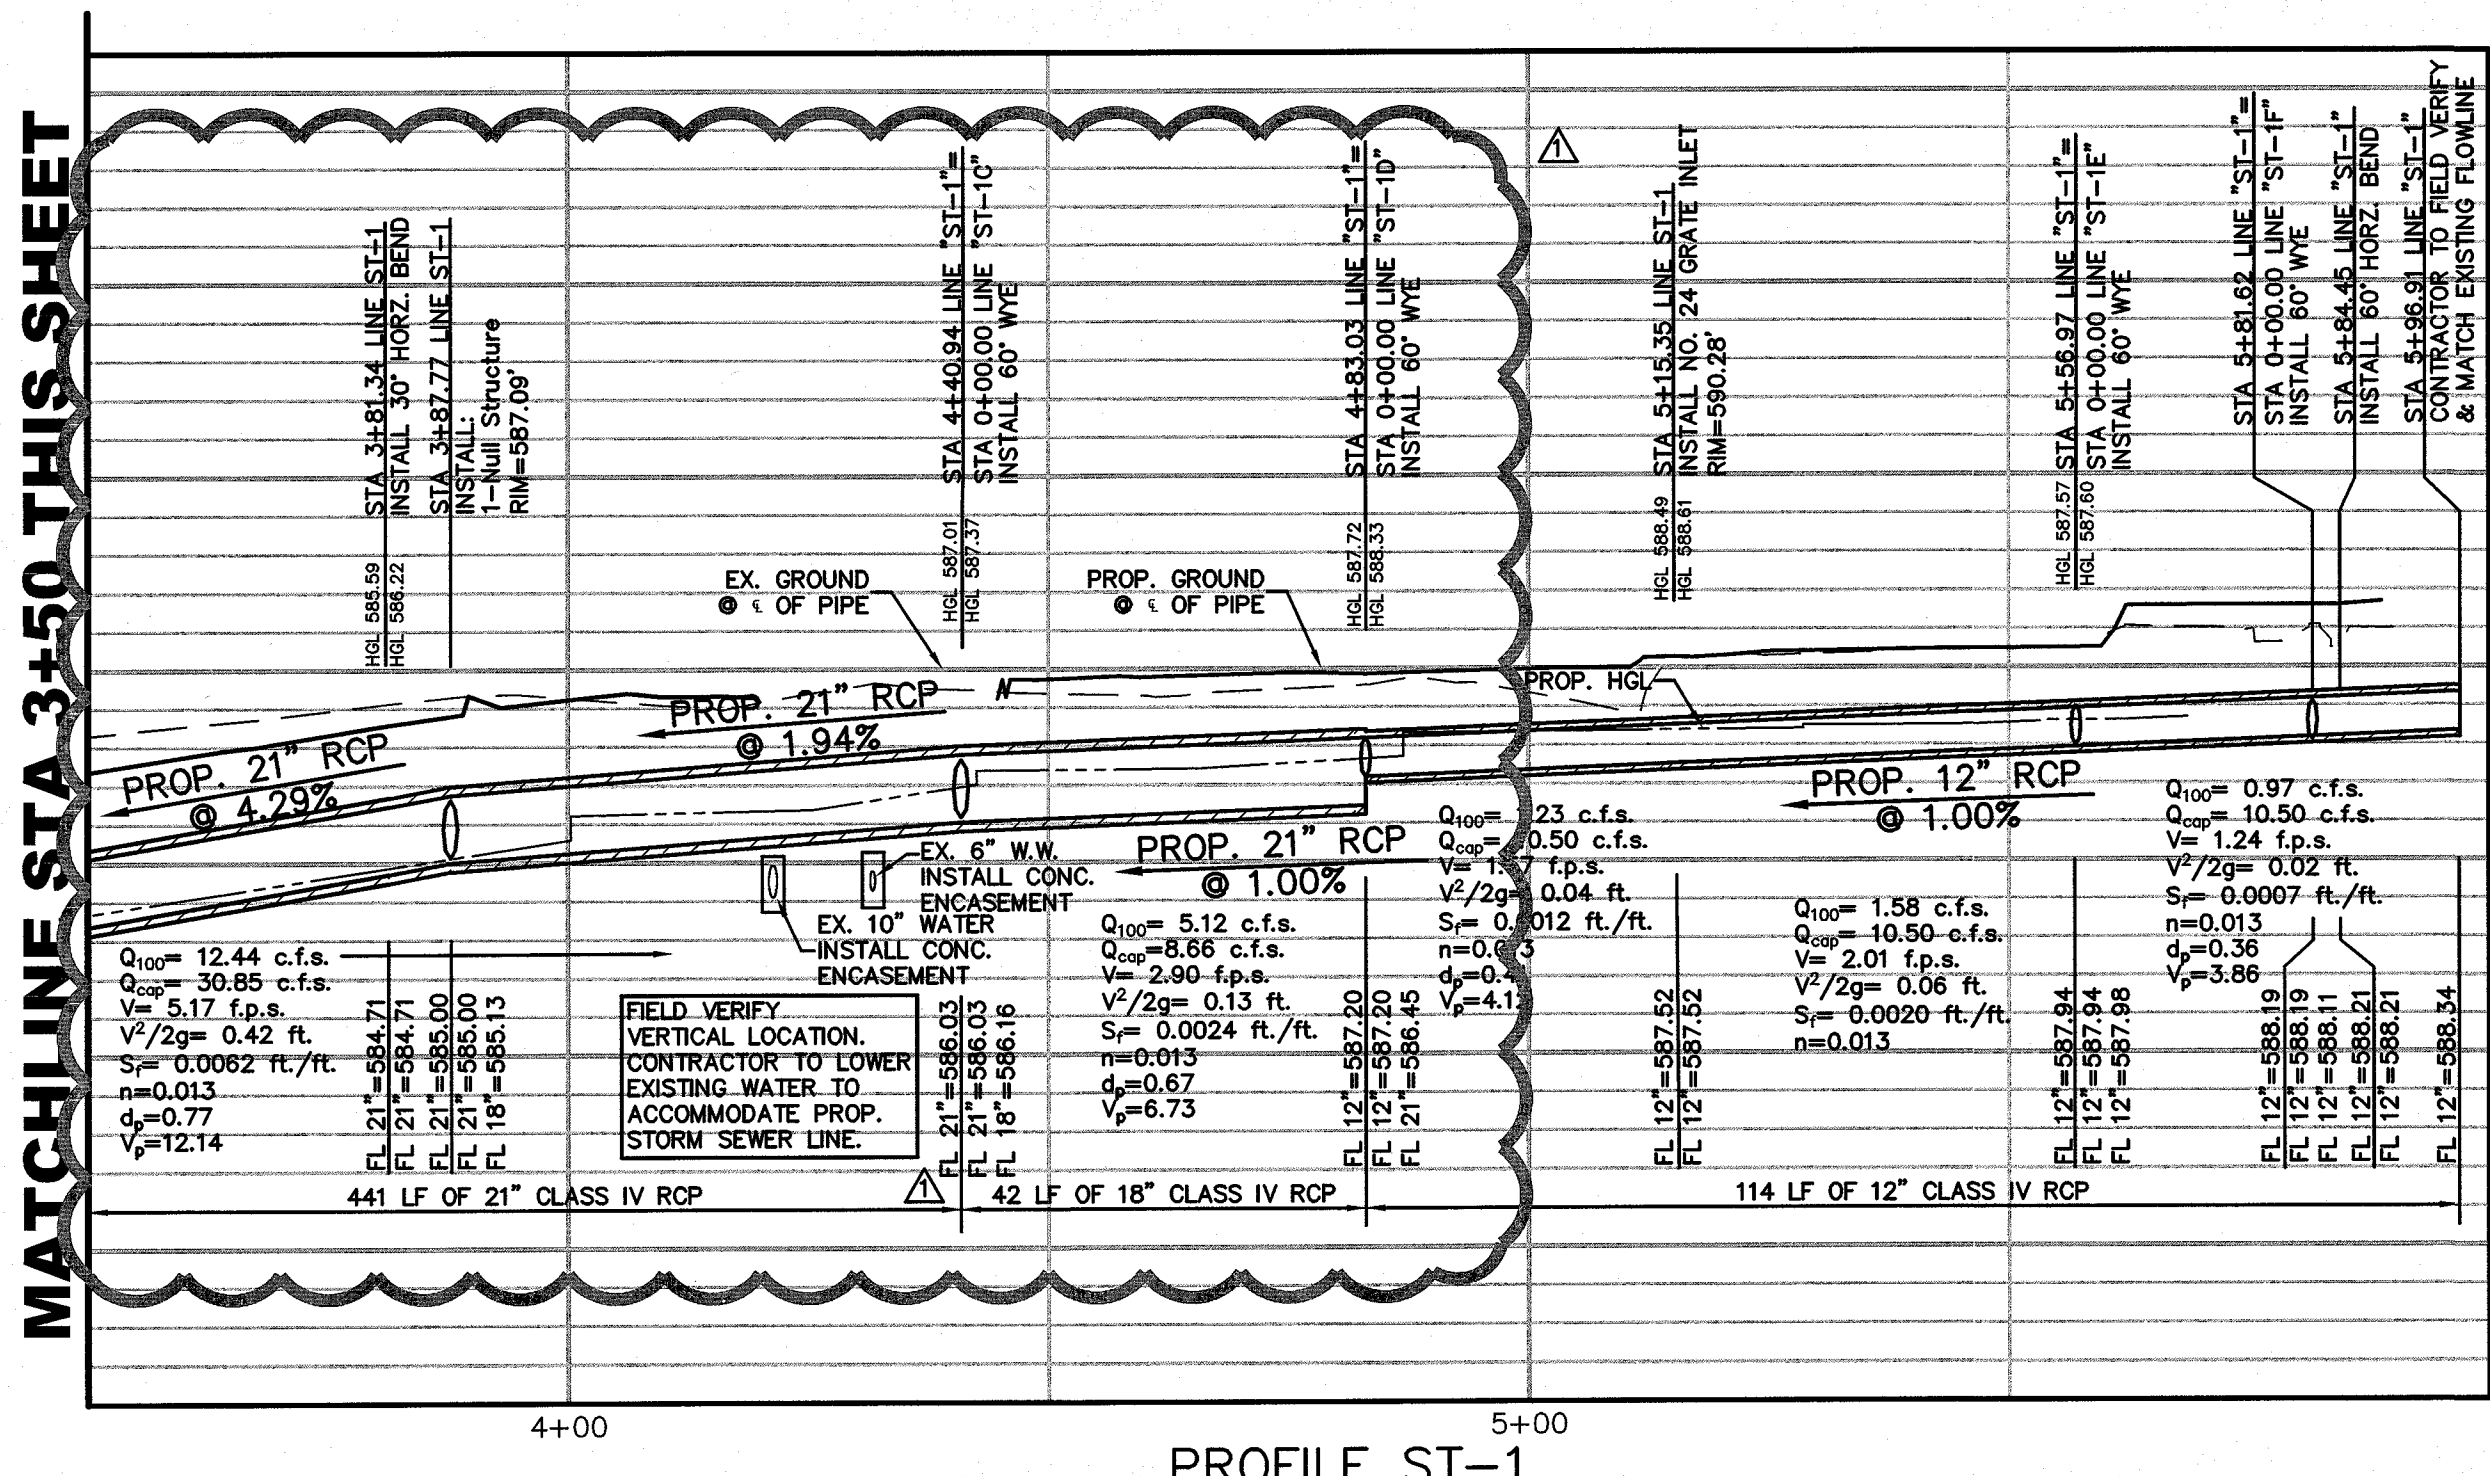 MATCHLINE STA 3+50 THIS SHEET
STA 3+81.34 LINE ST-1
INSTALL 30° HORZ. BEND
HGL 585.59
HGL 586.22
STA 3+87.77 LINE ST-1
INSTALL:
1-Null Structure
RIM=587.09'
STA 4+40.94 LINE "ST-1"=
STA 0+00.00 LINE "ST-1C"
INSTALL 60° WYE
HGL 587.01
HGL 587.37
STA 4+83.03 LINE "ST-1"=
STA 0+00.00 LINE "ST-1D"
INSTALL 60° WYE
HGL 587.72
HGL 588.33
1
STA 5+15.35 LINE ST-1
INSTALL NO. 24 GRATE INLET
RIM=590.28'
HGL 588.49
HGL 588.61
STA 5+56.97 LINE "ST-1"=
STA 0+00.00 LINE "ST-1E"
INSTALL 60° WYE
HGL 587.57
HGL 587.60
STA 5+81.62 LINE "ST-1"=
STA 0+00.00 LINE "ST-1F"
INSTALL 60° WYE
STA 5+84.45 LINE "ST-1"
INSTALL 60° HORZ. BEND
STA 5+96.91 LINE "ST-1"
CONTRACTOR TO FIELD VERIFY
& MATCH EXISTING FLOWLINE
EX. GROUND
@ ℄ OF PIPE
PROP. GROUND
@ ℄ OF PIPE
PROP. HGL
PROP. 21" RCP
@ 4.29%
PROP. 21" RCP
@ 1.94%
PROP. 21" RCP
@ 1.00%
PROP. 12" RCP
@ 1.00%
EX. 6" W.W.
INSTALL CONC.
ENCASEMENT
EX. 10" WATER
INSTALL CONC.
ENCASEMENT
Q100= 12.44 c.f.s.
Qcap= 30.85 c.f.s.
V= 5.17 f.p.s.
V²/2g= 0.42 ft.
Sf= 0.0062 ft./ft.
n=0.013
dp=0.77
Vp=12.14
FL 21"=584.71
FL 21"=584.71
FL 21"=585.00
FL 21"=585.00
FL 18"=585.13
FIELD VERIFY
VERTICAL LOCATION.
CONTRACTOR TO LOWER
EXISTING WATER TO
ACCOMMODATE PROP.
STORM SEWER LINE.
FL 21"=586.03
FL 21"=586.03
FL 18"=586.16
Q100= 5.12 c.f.s.
Qcap=8.66 c.f.s.
V= 2.90 f.p.s.
V²/2g= 0.13 ft.
Sf= 0.0024 ft./ft.
n=0.013
dp=0.67
Vp=6.73
FL 12"=587.20
FL 12"=587.20
FL 21"=586.45
Q100= 23 c.f.s.
Qcap= 0.50 c.f.s.
V= f.p.s.
V²/2g= 0.04 ft.
Sf= 0.0012 ft./ft.
n=0.013
dp=0.4
Vp=4.1
FL 12"=587.52
FL 12"=587.52
Q100= 1.58 c.f.s.
Qcap= 10.50 c.f.s.
V= 2.01 f.p.s.
V²/2g= 0.06 ft.
Sf= 0.0020 ft./ft.
n=0.013
FL 12"=587.94
FL 12"=587.94
FL 12"=587.98
Q100= 0.97 c.f.s.
Qcap= 10.50 c.f.s.
V= 1.24 f.p.s.
V²/2g= 0.02 ft.
Sf= 0.0007 ft./ft.
n=0.013
dp=0.36
Vp=3.86
FL 12"=588.19
FL 12"=588.19
FL 12"=588.11
FL 12"=588.21
FL 12"=588.21
FL 12"=588.34
441 LF OF 21" CLASS IV RCP
1
42 LF OF 18" CLASS IV RCP
114 LF OF 12" CLASS IV RCP
4+00
5+00
PROFILE ST-1